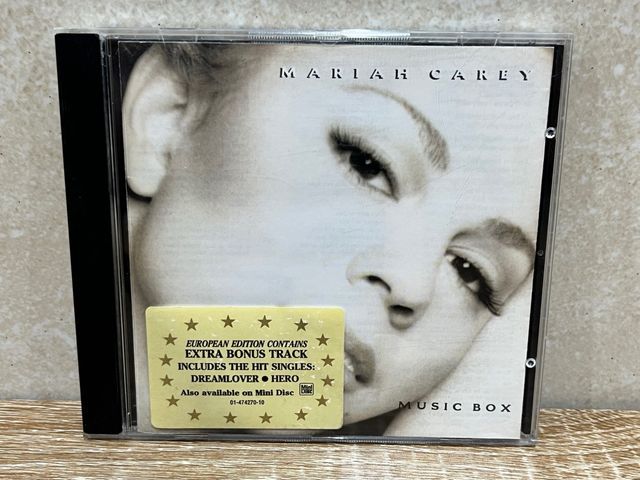 MARIAH CAREY
EUROPEAN EDITION CONTAINS
EXTRA BONUS TRACK
INCLUDES THE HIT SINGLES:
DREAMLOVER ● HERO
Also available on Mini Disc
01-474270-10
MUSIC BOX